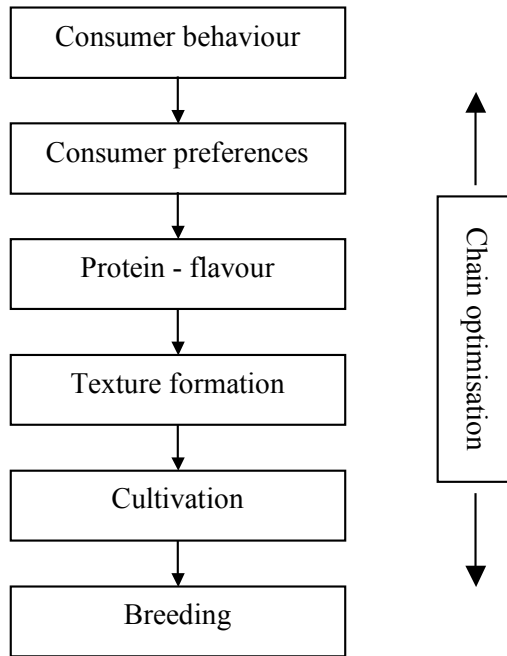 Consumer behaviour
Consumer preferences
Protein - flavour
Texture formation
Cultivation
Breeding
Chain optimisation